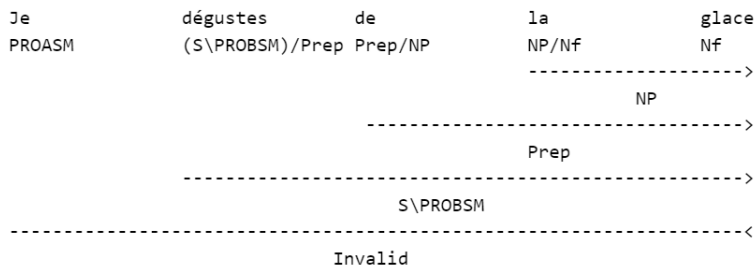 Je dégustes de la glace
PROASM (S\PROBSM)/Prep Prep/NP NP/Nf Nf
--------------------->
NP
------------------------------------>
Prep
------------------------------------------------------->
S\PROBSM
------------------------------------------------------------------------<
Invalid